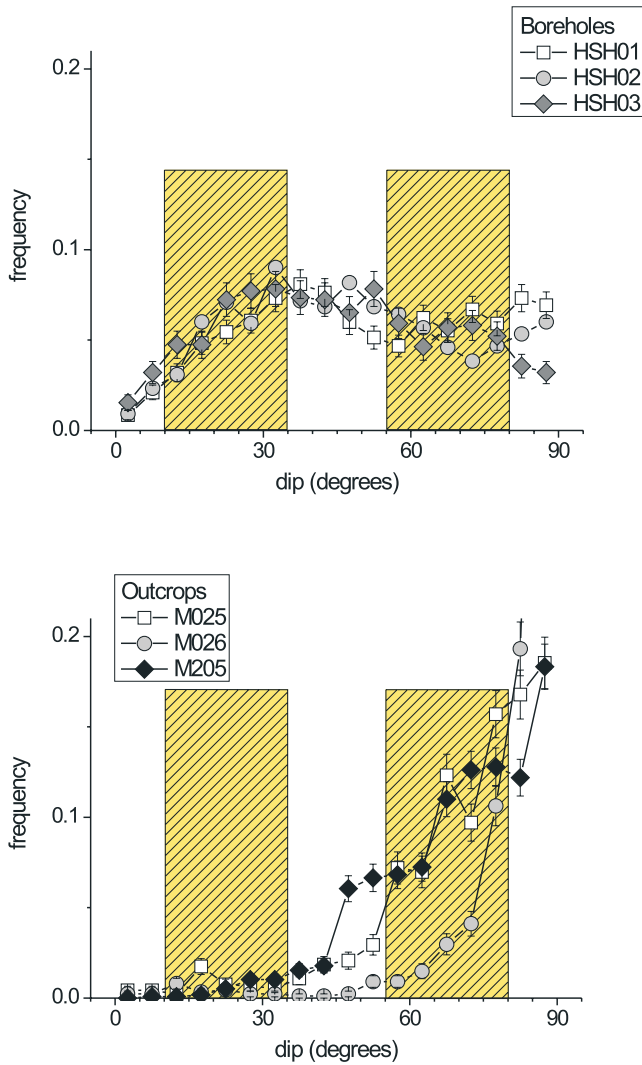 Boreholes
HSH01
HSH02
HSH03
0.2
0.1
0.0
frequency
0
30
60
90
dip (degrees)
Outcrops
M025
M026
M205
0.2
0.1
0.0
frequency
0
30
60
90
dip (degrees)